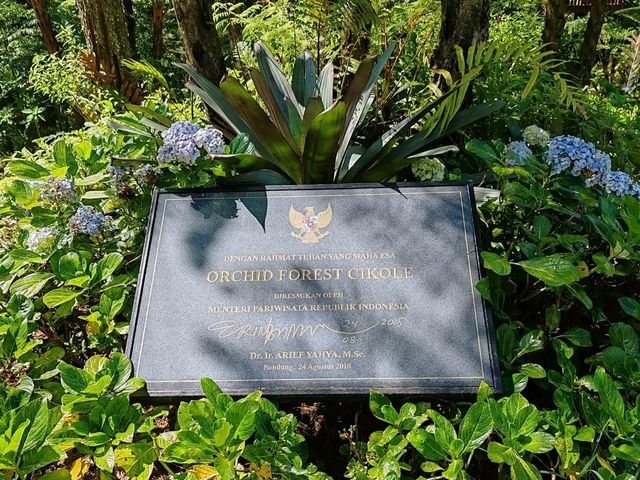 DENGAN RAHMAT TUHAN YANG MAHA ESA
ORCHID FOREST CIKOLE
DIRESMIKAN OLEH
MENTERI PARIWISATA REPUBLIK INDONESIA
24 2018
08
Dr. Ir. ARIEF YAHYA, M.Sc.
Bandung, 24 Agustus 2018